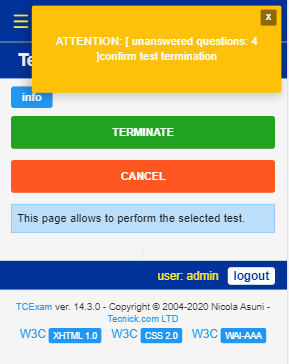 x
ATTENTION: [ unanswered questions: 4
]confirm test termination
Te
info
TERMINATE
CANCEL
This page allows to perform the selected test.
user: admin logout
TCExam ver. 14.3.0 - Copyright © 2004-2020 Nicola Asuni -
Tecnick.com LTD
W3C XHTML 1.0 W3C CSS 2.0 W3C WAI-AAA